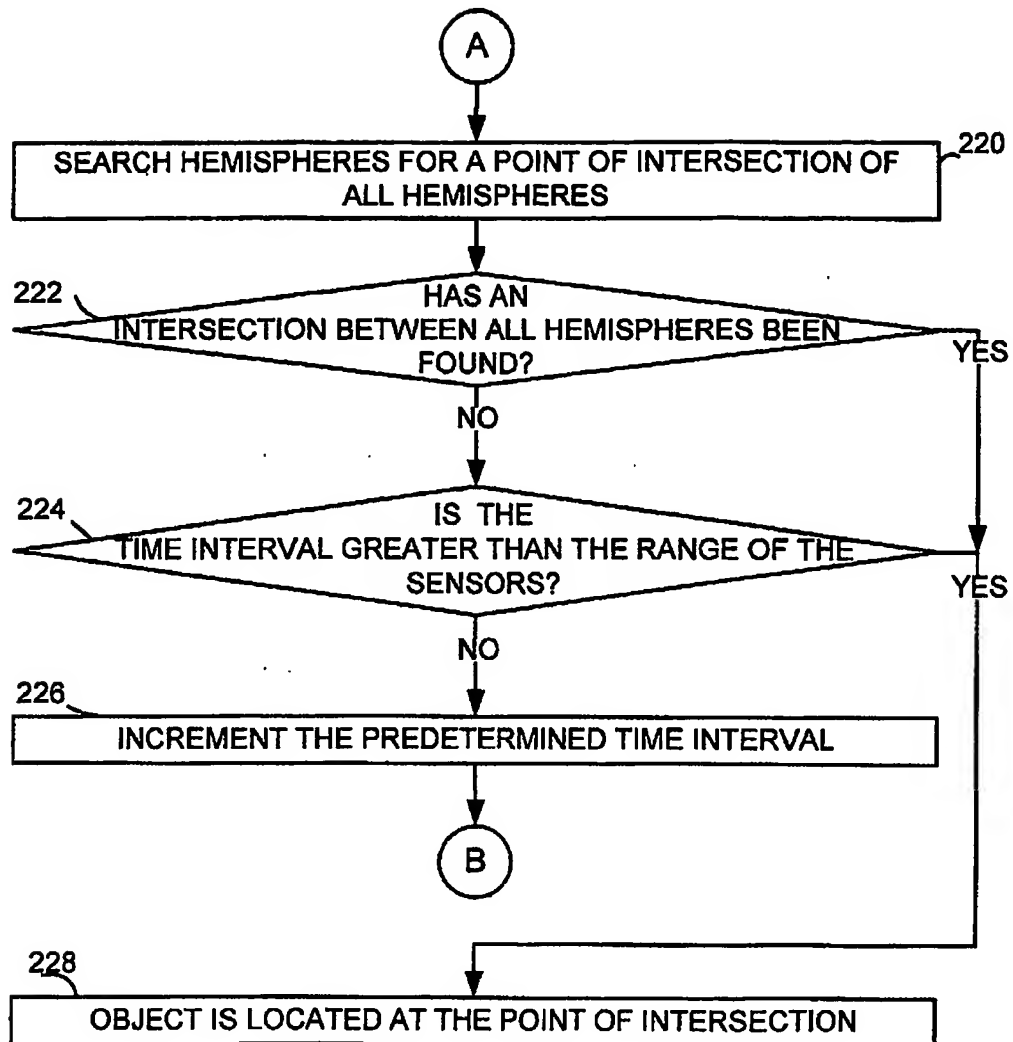 A
220
SEARCH HEMISPHERES FOR A POINT OF INTERSECTION OF
ALL HEMISPHERES
222
HAS AN
INTERSECTION BETWEEN ALL HEMISPHERES BEEN
FOUND?
YES
NO
224
IS THE
TIME INTERVAL GREATER THAN THE RANGE OF THE
SENSORS?
YES
NO
226
INCREMENT THE PREDETERMINED TIME INTERVAL
B
228
OBJECT IS LOCATED AT THE POINT OF INTERSECTION